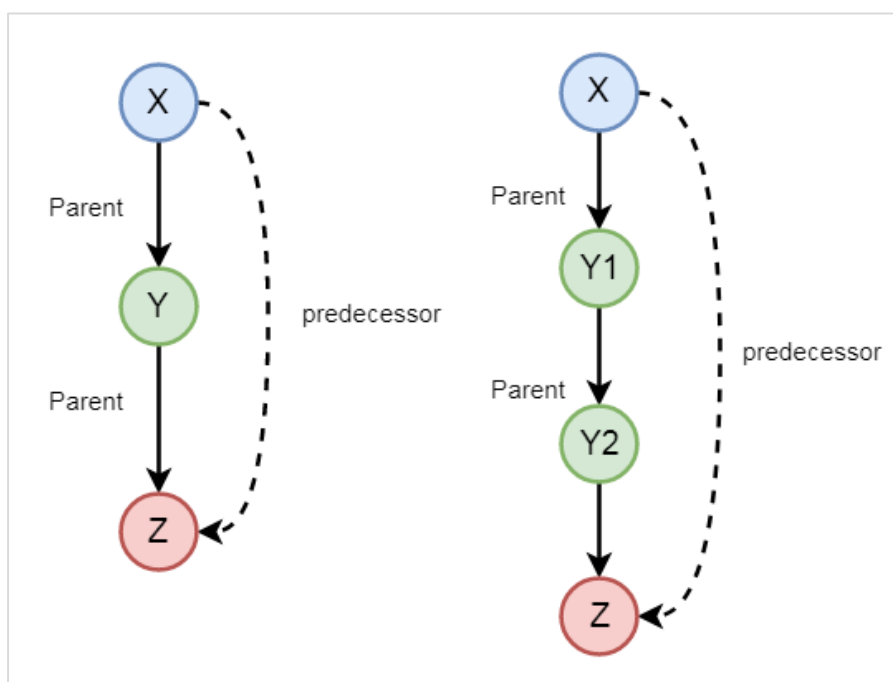 X
Parent
Y
predecessor
Parent
Z
X
Parent
Y1
predecessor
Parent
Y2
Z